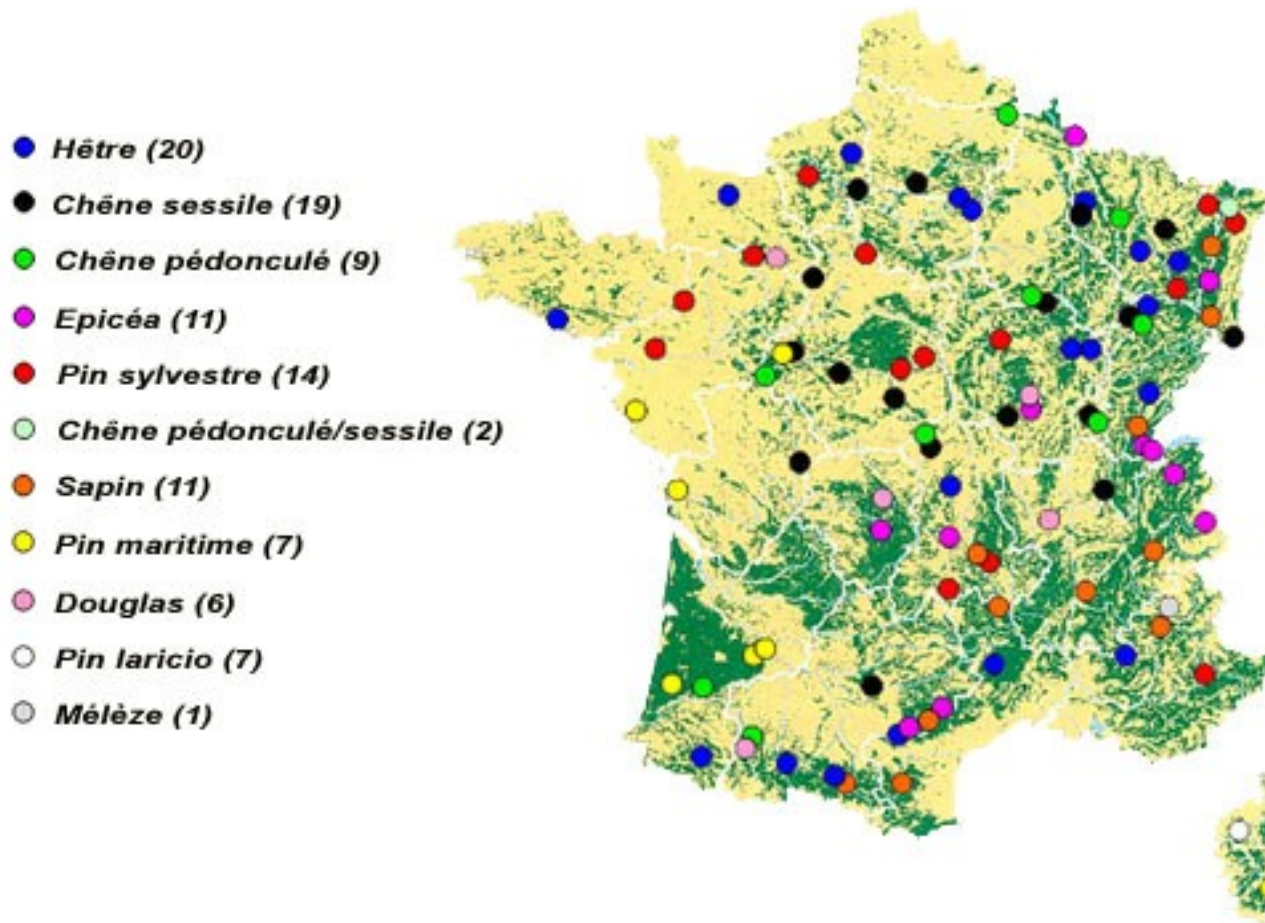 Hêtre (20)
Chêne sessile (19)
Chêne pédonculé (9)
Epicéa (11)
Pin sylvestre (14)
Chêne pédonculé/sessile (2)
Sapin (11)
Pin maritime (7)
Douglas (6)
Pin laricio (7)
Mélèze (1)